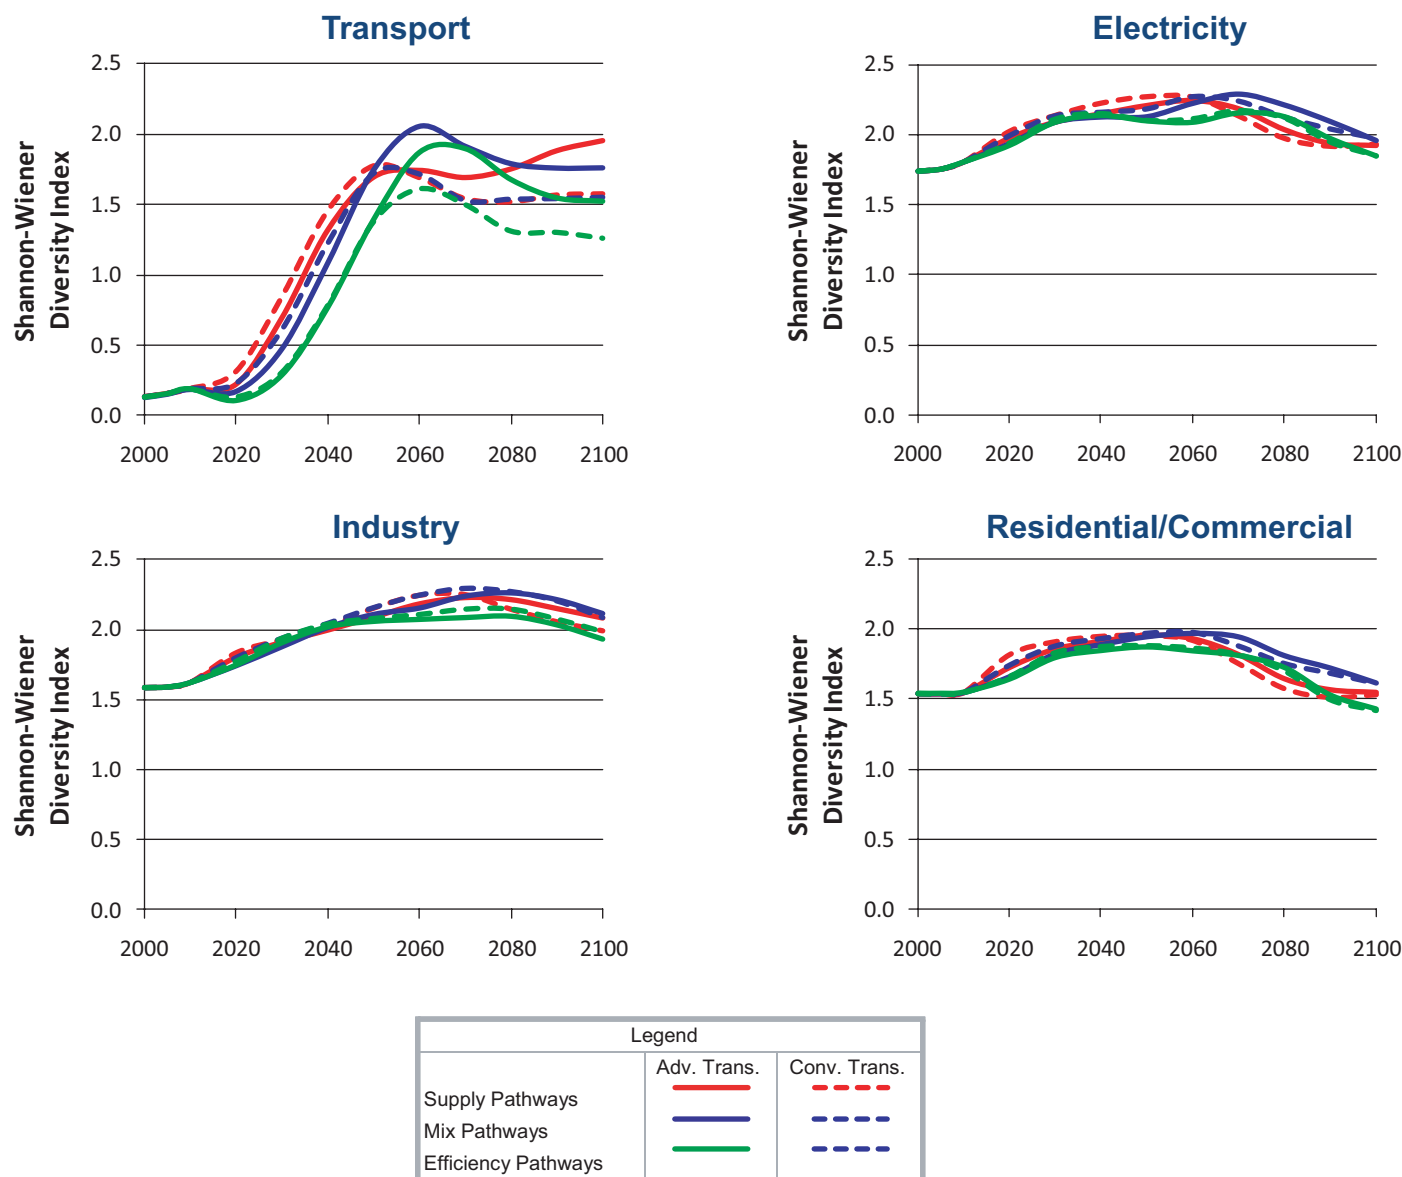 Transport
Shannon-Wiener
Diversity Index
2.5
2.0
1.5
1.0
0.5
0.0
2000 2020 2040 2060 2080 2100
Electricity
Shannon-Wiener
Diversity Index
2.5
2.0
1.5
1.0
0.5
0.0
2000 2020 2040 2060 2080 2100
Industry
Shannon-Wiener
Diversity Index
2.5
2.0
1.5
1.0
0.5
0.0
2000 2020 2040 2060 2080 2100
Residential/Commercial
Shannon-Wiener
Diversity Index
2.5
2.0
1.5
1.0
0.5
0.0
2000 2020 2040 2060 2080 2100
Legend
Adv. Trans. Conv. Trans.
Supply Pathways
Mix Pathways
Efficiency Pathways